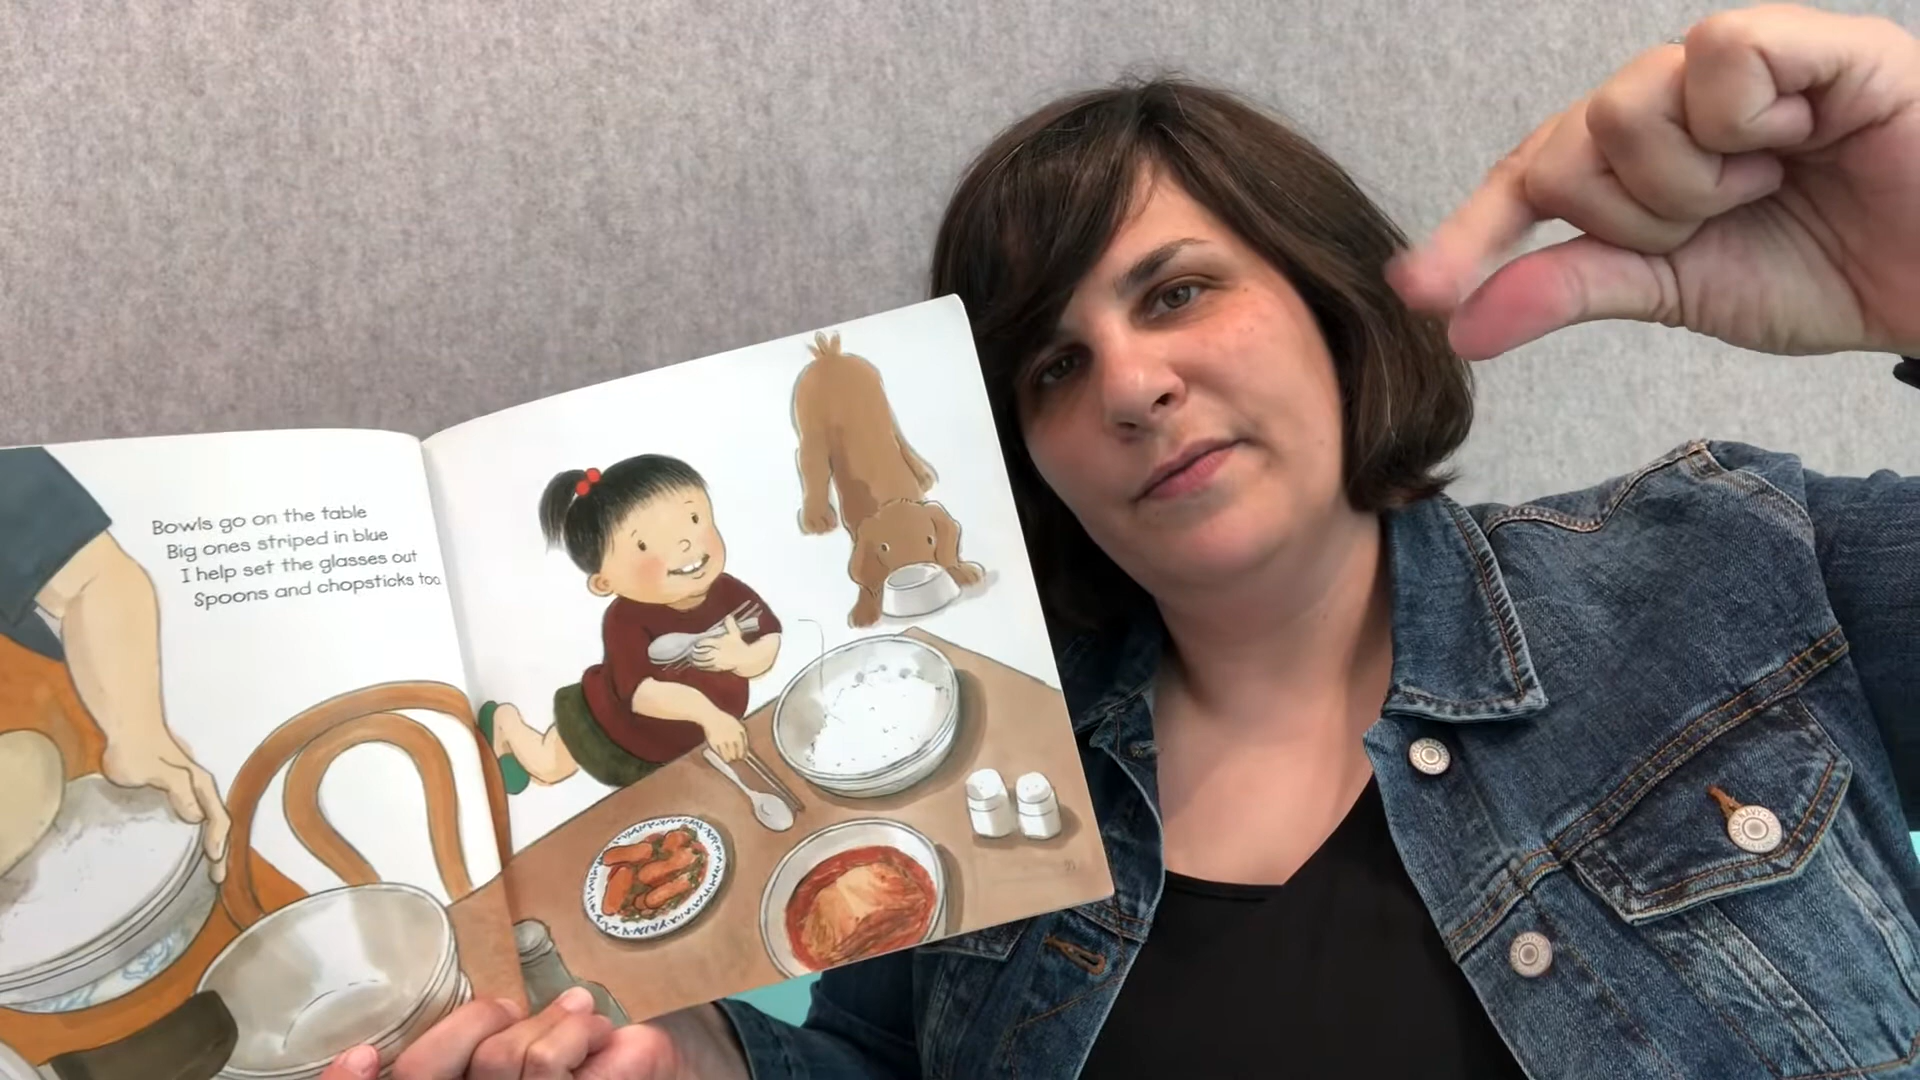 Bowls go on the table
Big ones striped in blue
I help set the glasses out
Spoons and chopsticks too